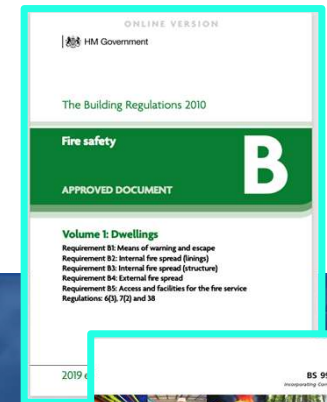 ONLINE VERSION
HM Government
The Building Regulations 2010
Fire safety
B
APPROVED DOCUMENT
Volume 1: Dwellings
Requirement B1: Means of warning and escape
Requirement B2: Internal fire spread (linings)
Requirement B3: Internal fire spread (structure)
Requirement B4: External fire spread
Requirement B5: Access and facilities for the fire service
Regulations: 6(3), 7(2) and 38
2019
BS